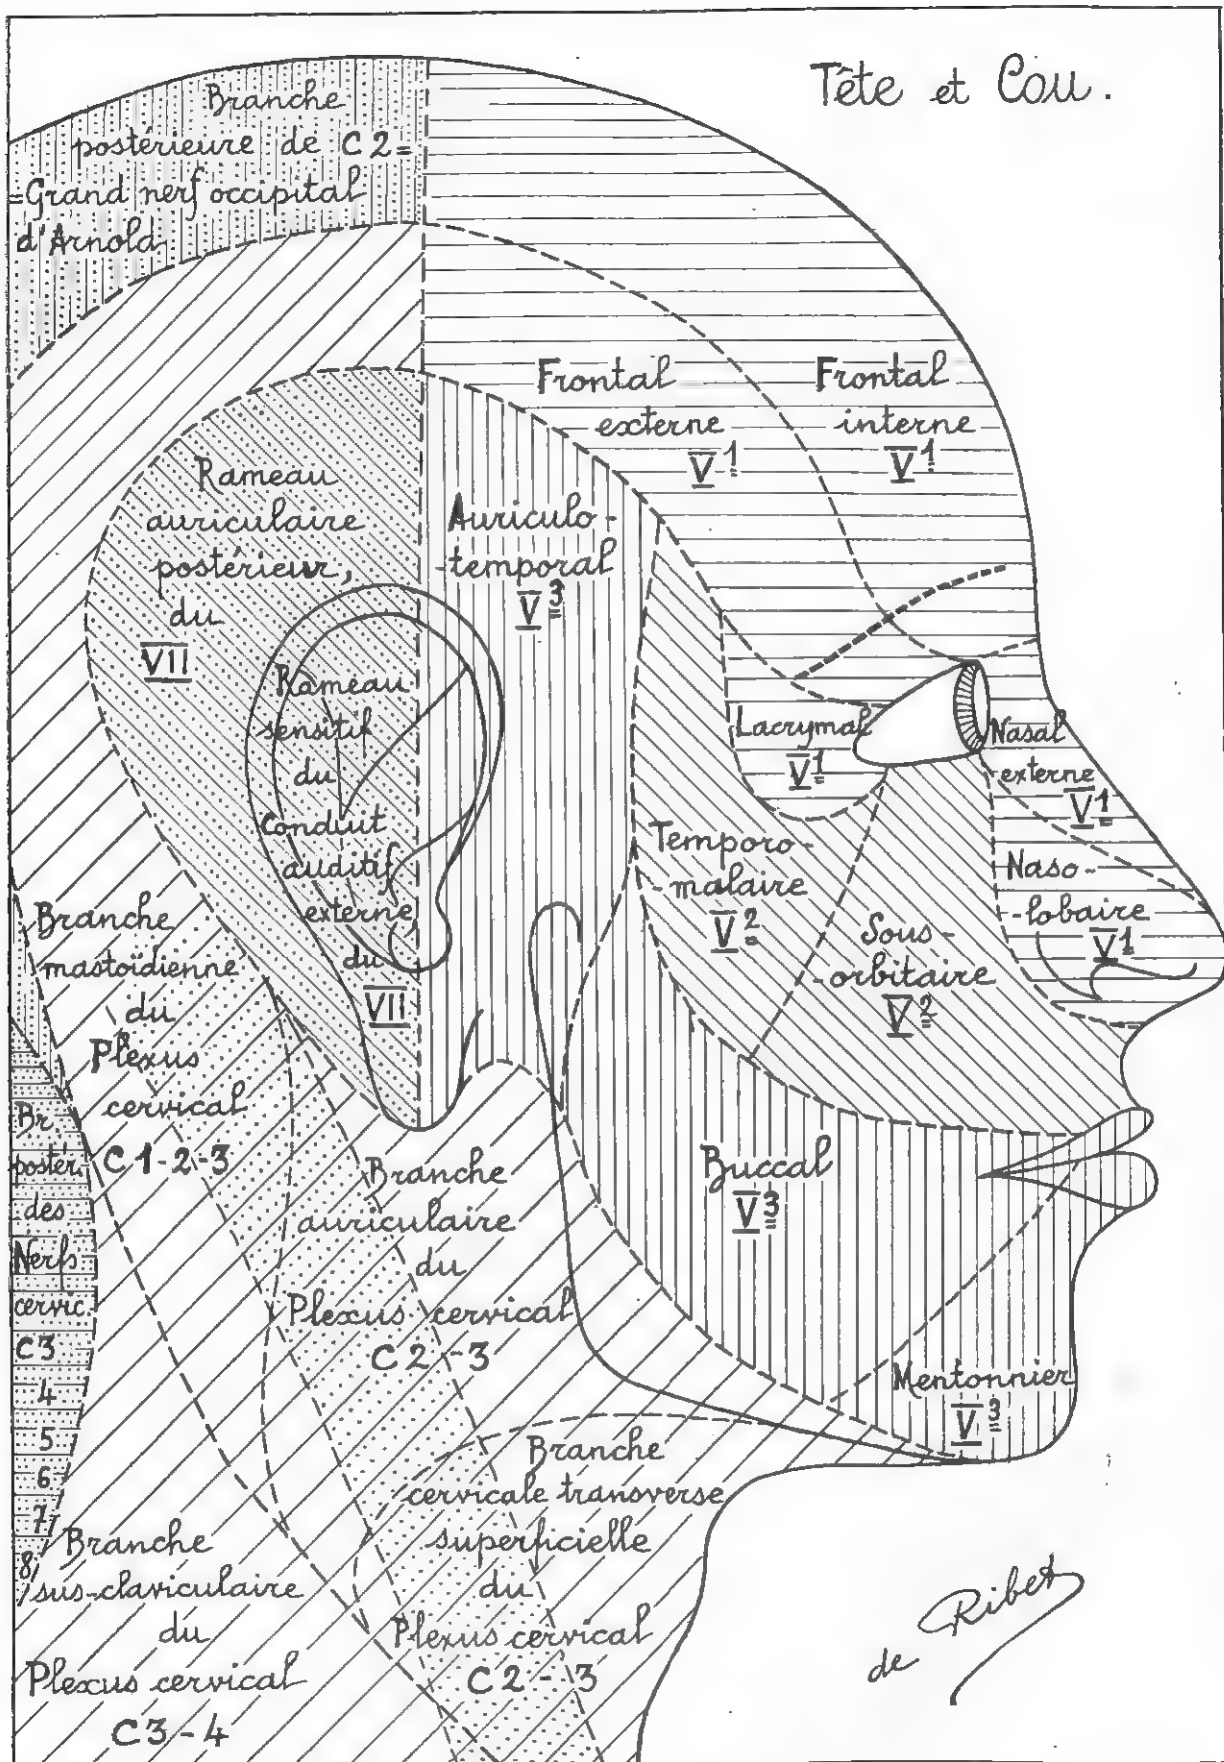 Tête et Cou.
Branche
postérieure de C2=
=Grand nerf occipital
d'Arnold
Frontal
externe
V1
Frontal
interne
V1
Rameau
auriculaire
postérieur,
du
VII
Auriculo-
-temporal
V3
Rameau
sensitif
du
Conduit
auditif
externe,
du
VII
Lacrymal
V1
Nasal
externe
V1
Naso-
-lobaire
V1
Temporo-
-malaire
V2
Sous-
-orbitaire
V2
Branche
mastoïdienne
du
Plexus
cervical
C1-2-3
Br.
postér.
des
Nerfs
cervic.
C3
4
5
6
7
8
Branche
auriculaire
du
Plexus cervical
C2-3
Buccal
V3
Mentonnier
V3
Branche
cervicale transverse
superficielle
du
Plexus cervical
C2-3
Branche
sus-claviculaire
du
Plexus cervical
C3-4
de Ribet